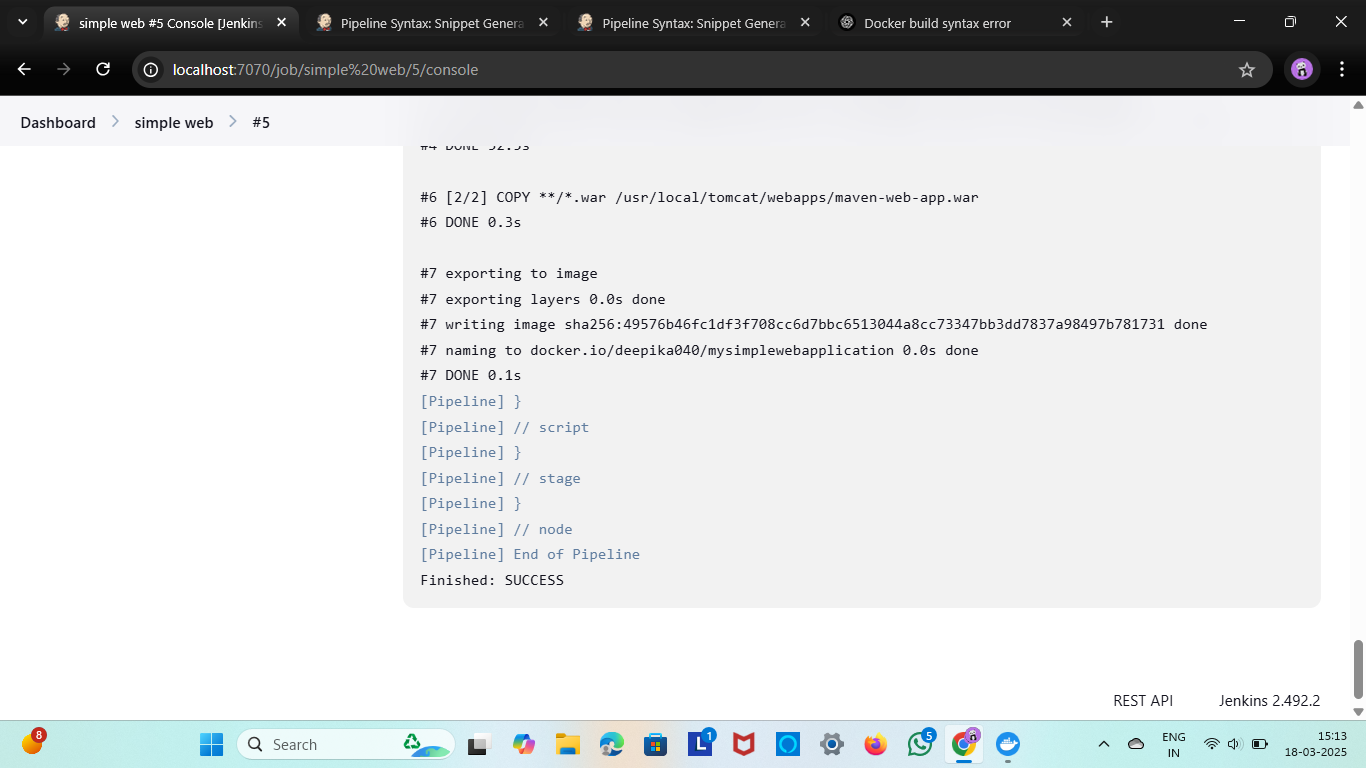 simple web #5 Console [Jenkins
Pipeline Syntax: Snippet Genera
Pipeline Syntax: Snippet Genera
Docker build syntax error
localhost:7070/job/simple%20web/5/console
Dashboard
simple web
#5
#4 DONE 52.9s
#6 [2/2] COPY **/*.war /usr/local/tomcat/webapps/maven-web-app.war
#6 DONE 0.3s
#7 exporting to image
#7 exporting layers 0.0s done
#7 writing image sha256:49576b46fc1df3f708cc6d7bbc6513044a8cc73347bb3dd7837a98497b781731 done
#7 naming to docker.io/deepika040/mysimplewebapplication 0.0s done
#7 DONE 0.1s
[Pipeline] }
[Pipeline] // script
[Pipeline] }
[Pipeline] // stage
[Pipeline] }
[Pipeline] // node
[Pipeline] End of Pipeline
Finished: SUCCESS
REST API
Jenkins 2.492.2
8
Search
L
1
5
ENG
IN
15:13
18-03-2025